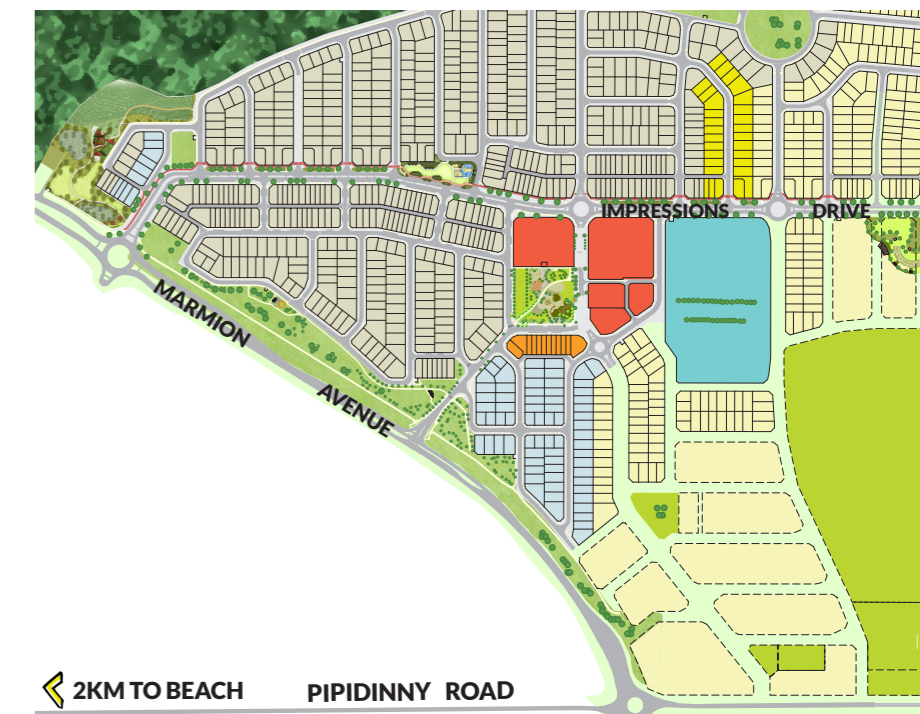 IMPRESSIONS DRIVE
MARMION
AVENUE
2KM TO BEACH
PIPIDINNY ROAD